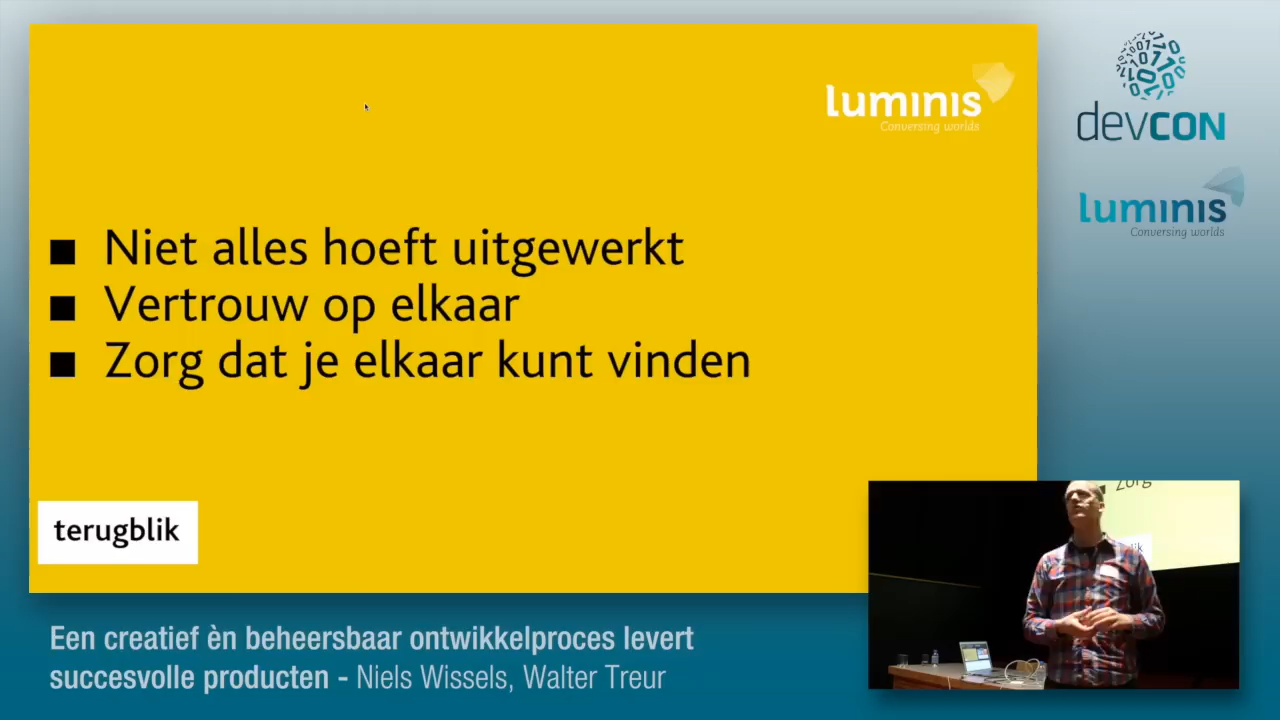 luminis
Conversing worlds
Niet alles hoeft uitgewerkt
Vertrouw op elkaar
Zorg dat je elkaar kunt vinden
terugblik
devcon
luminis
Conversing worlds
Zorg
Een creatief èn beheersbaar ontwikkelproces levert
succesvolle producten - Niels Wissels, Walter Treur